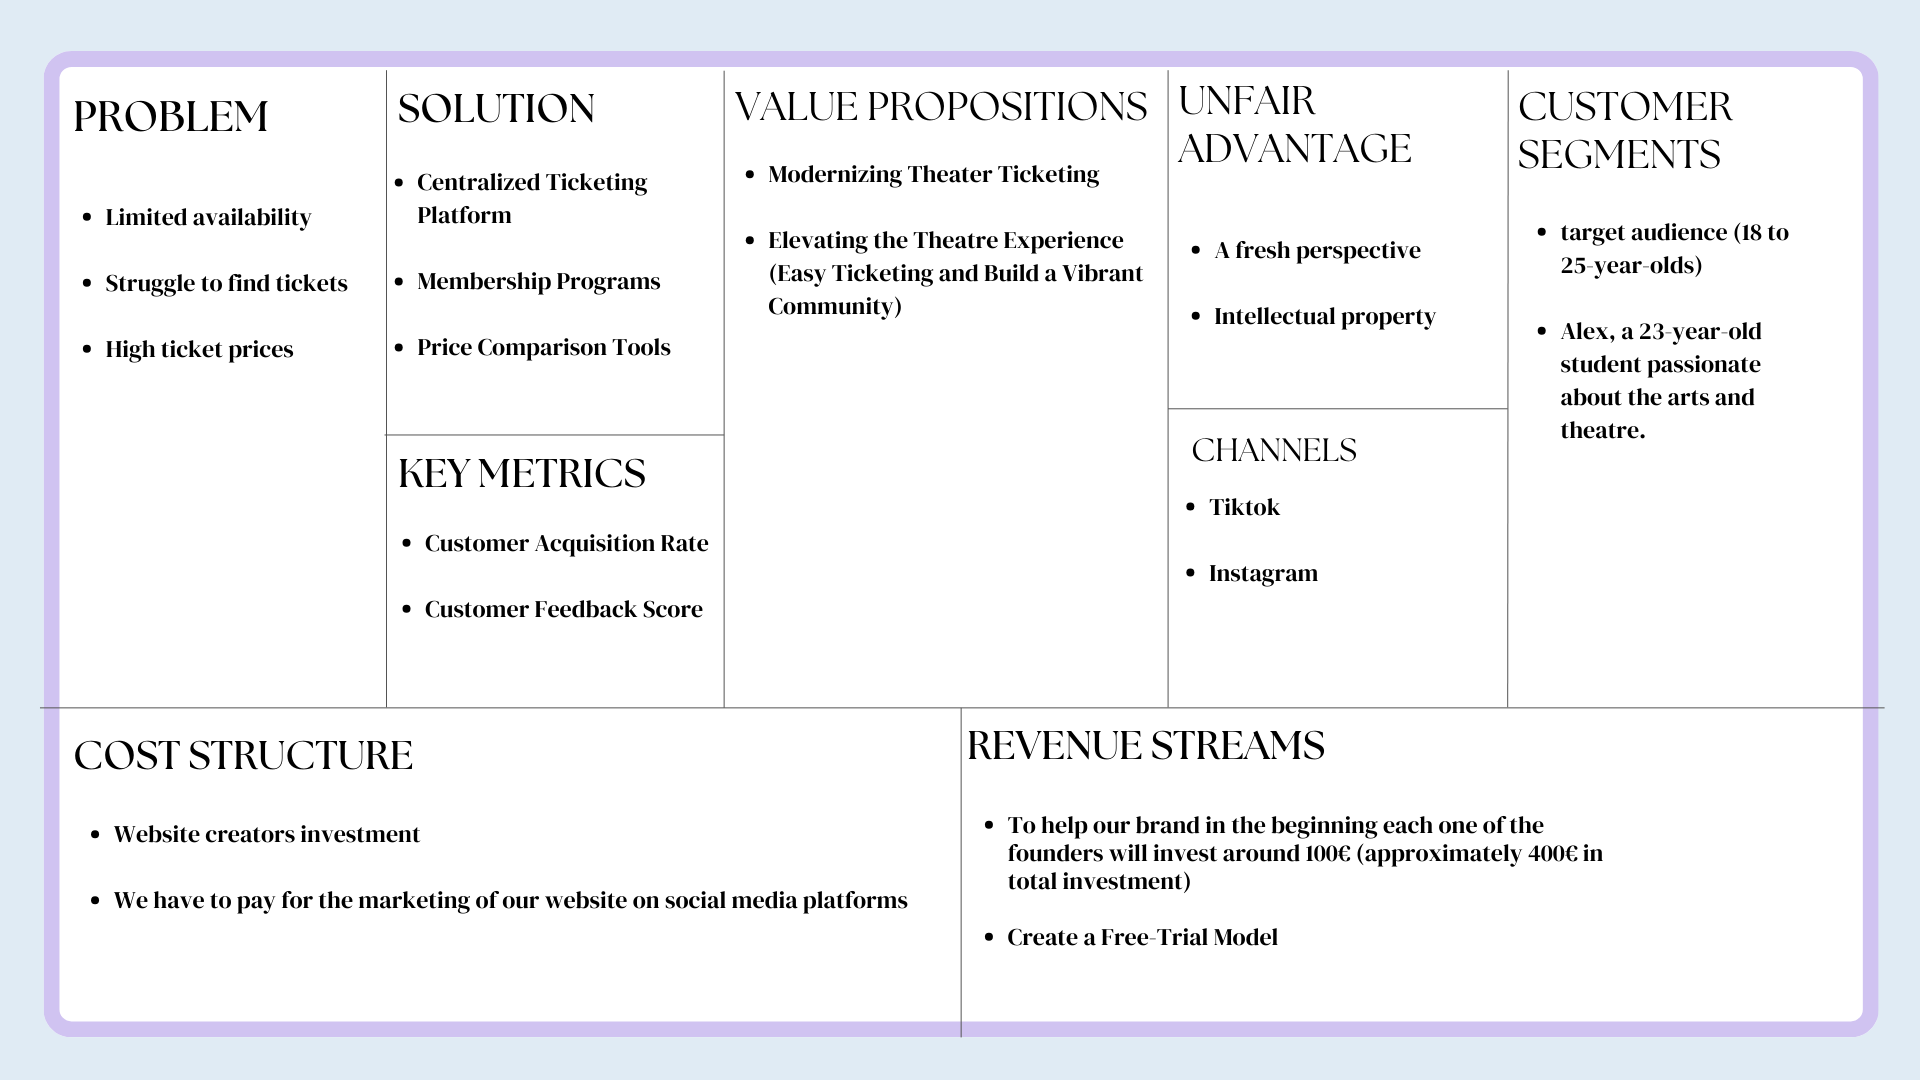 PROBLEM
• Limited availability
• Struggle to find tickets
• High ticket prices
SOLUTION
• Centralized Ticketing
Platform
• Membership Programs
• Price Comparison Tools
KEY METRICS
• Customer Acquisition Rate
• Customer Feedback Score
VALUE PROPOSITIONS
• Modernizing Theater Ticketing
• Elevating the Theatre Experience
(Easy Ticketing and Build a Vibrant
Community)
UNFAIR
ADVANTAGE
• A fresh perspective
• Intellectual property
CHANNELS
• Tiktok
• Instagram
CUSTOMER
SEGMENTS
• target audience (18 to
25-year-olds)
• Alex, a 23-year-old
student passionate
about the arts and
theatre.
COST STRUCTURE
• Website creators investment
• We have to pay for the marketing of our website on social media platforms
REVENUE STREAMS
• To help our brand in the beginning each one of the
founders will invest around 100€ (approximately 400€ in
total investment)
• Create a Free-Trial Model